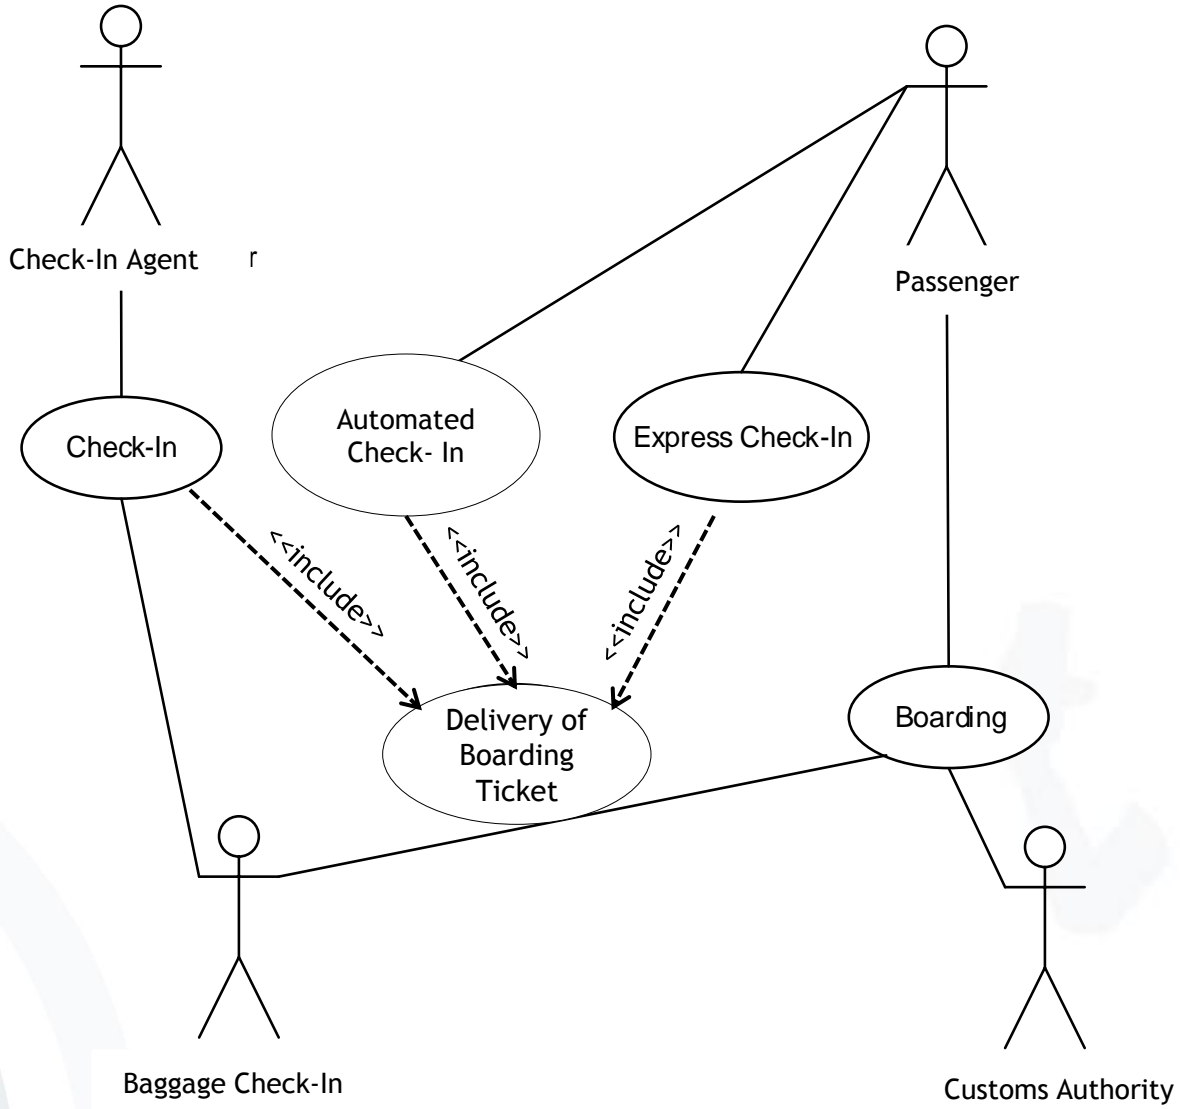 Check-In Agent r
Passenger
Check-In
Automated
Check- In
Express Check-In
<<include>>
<<include>>
<<include>>
Delivery of
Boarding
Ticket
Boarding
Baggage Check-In
Customs Authority